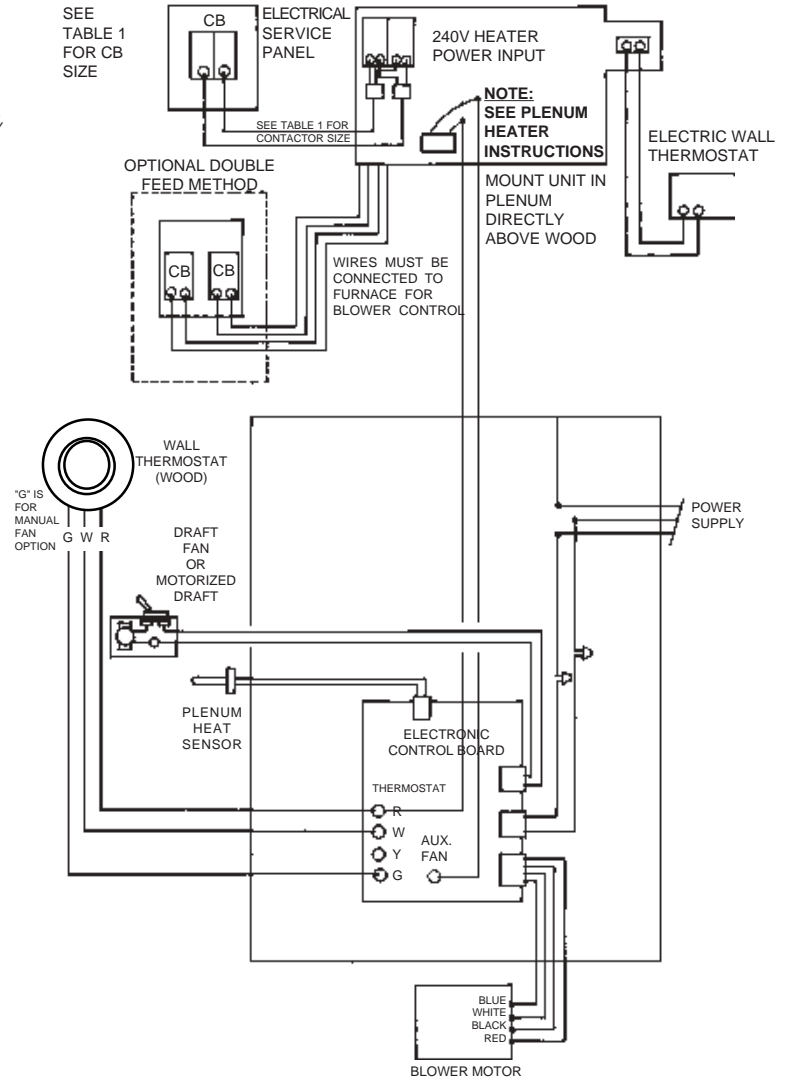 SEE
TABLE 1
FOR CB
SIZE
CB
ELECTRICAL
SERVICE
PANEL
240V HEATER
POWER INPUT
SEE TABLE 1 FOR
CONTACTOR SIZE
NOTE:
SEE PLENUM
HEATER
INSTRUCTIONS
MOUNT UNIT IN
PLENUM
DIRECTLY
ABOVE WOOD
ELECTRIC WALL
THERMOSTAT
OPTIONAL DOUBLE
FEED METHOD
CB
CB
WIRES MUST BE
CONNECTED TO
FURNACE FOR
BLOWER CONTROL
WALL
THERMOSTAT
(WOOD)
"G" IS
FOR
MANUAL
FAN
OPTION
G W R
POWER
SUPPLY
DRAFT
FAN
OR
MOTORIZED
DRAFT
PLENUM
HEAT
SENSOR
ELECTRONIC
CONTROL BOARD
THERMOSTAT
R
W
Y
G
AUX.
FAN
BLUE
WHITE
BLACK
RED
BLOWER MOTOR